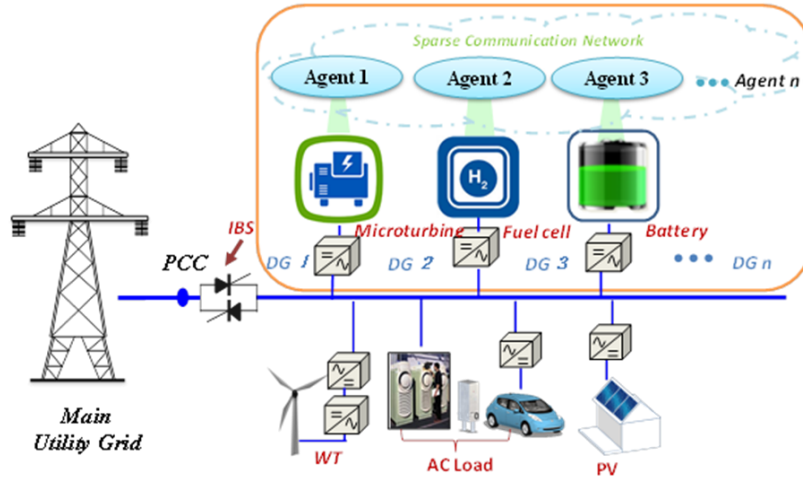 Sparse Communication Network
Agent 1
Agent 2
Agent 3
Agent n
H2
IBS
Microturbing
Fuel cell
Battery
PCC
DG 1
DG 2
DG 3
DG n
Main
Utility Grid
WT
AC Load
PV